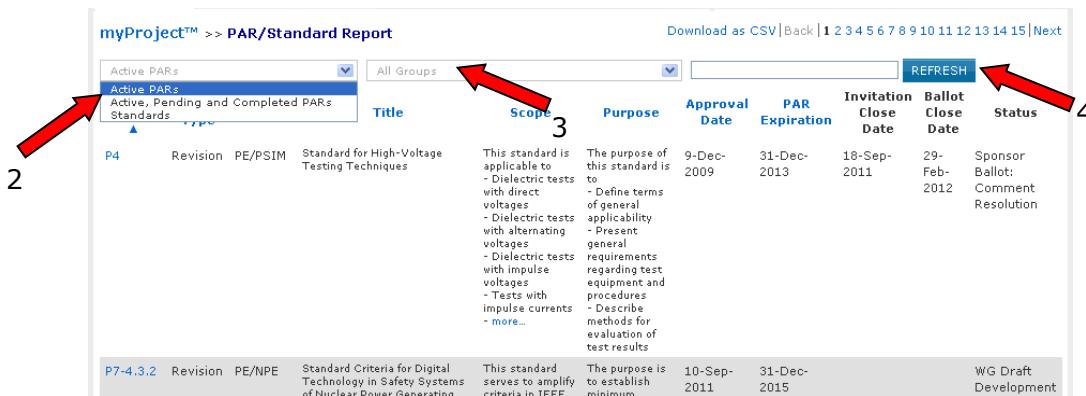 myProject™ >> PAR/Standard Report
Download as CSV|Back |1 2 3 4 5 6 7 8 9 10 11 12 13 14 15|Next
Active PARs
All Groups
REFRESH
Active PARs
Active, Pending and Completed PARs
Standards
2
3
4
Type
Title
Scope
Purpose
Approval Date
PAR Expiration
Invitation Close Date
Ballot Close Date
Status
P4
Revision
PE/PSIM
Standard for High-Voltage
Testing Techniques
This standard is
applicable to
- Dielectric tests
with direct
voltages
- Dielectric tests
with alternating
voltages
- Dielectric tests
with impulse
voltages
- Tests with
impulse currents
- more...
The purpose of
this standard is
to
- Define terms
of general
applicability
- Present
general
requirements
regarding test
equipment and
procedures
- Describe
methods for
evaluation of
test results
9-Dec-
2009
31-Dec-
2013
18-Sep-
2011
29-
Feb-
2012
Sponsor
Ballot:
Comment
Resolution
P7-4.3.2
Revision
PE/NPE
Standard Criteria for Digital
Technology in Safety Systems
of Nuclear Power Generating
This standard
serves to amplify
criteria in IEEE
The purpose is
to establish
minimum
10-Sep-
2011
31-Dec-
2015
WG Draft
Development